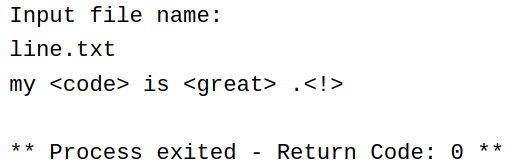 Input file name:
line.txt
my <code> is <great> .<!>
** Process exited - Return Code: 0 **